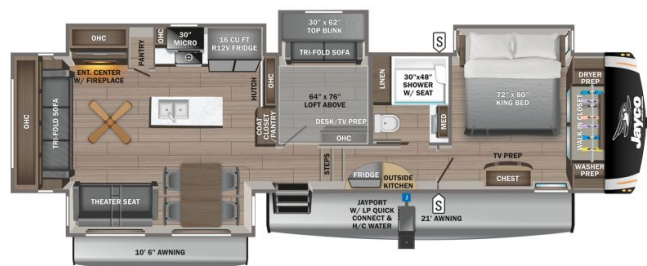 OHC
OHC
30"
MICRO
16 CU FT
R12V FRIDGE
PANTRY
30" x 62"
TOP BUNK
TRI-FOLD SOFA
S
ENT. CENTER
W/ FIREPLACE
HUTCH
OHC
64" x 76"
LOFT ABOVE
LINEN
30"x48"
SHOWER
W/ SEAT
72" x 80"
KING BED
DRYER
PREP
OHC
TRI-FOLD SOFA
COAT
CLOSET/
PANTRY
DESK/TV PREP
OHC
MED
WALK IN CLOSET
Jayco
STEPS
FRIDGE
OUTSIDE
KITCHEN
TV PREP
CHEST
WASHER
PREP
THEATER SEAT
JAYPORT
W/ LP QUICK
CONNECT &
H/C WATER
J
S
21' AWNING
10' 6" AWNING